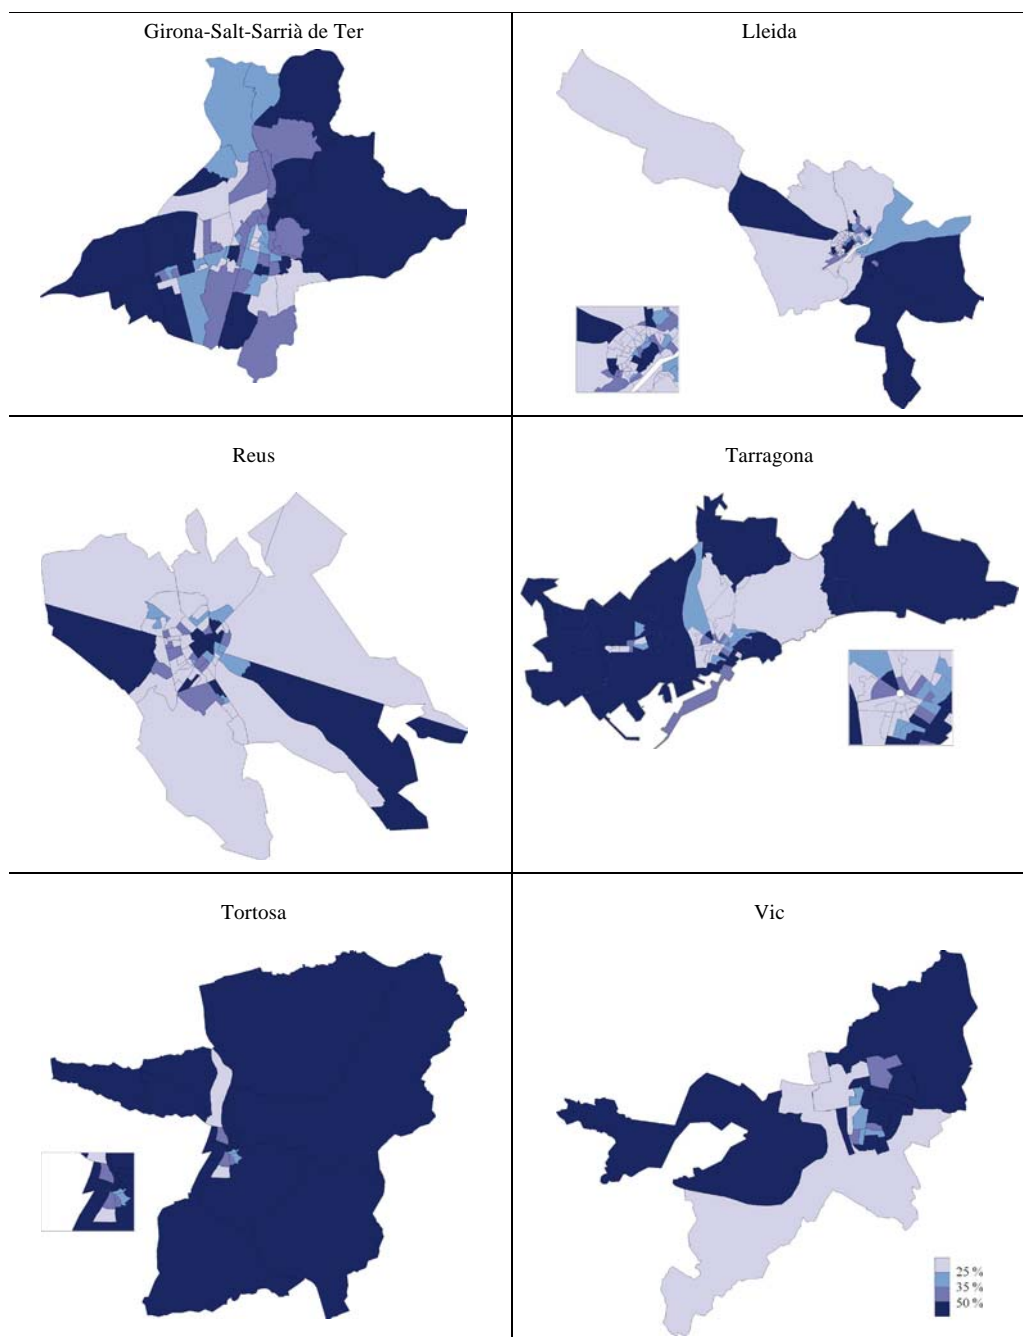 Girona-Salt-Sarrià de Ter
Lleida
Reus
Tarragona
Tortosa
Vic
25 %
35 %
50 %